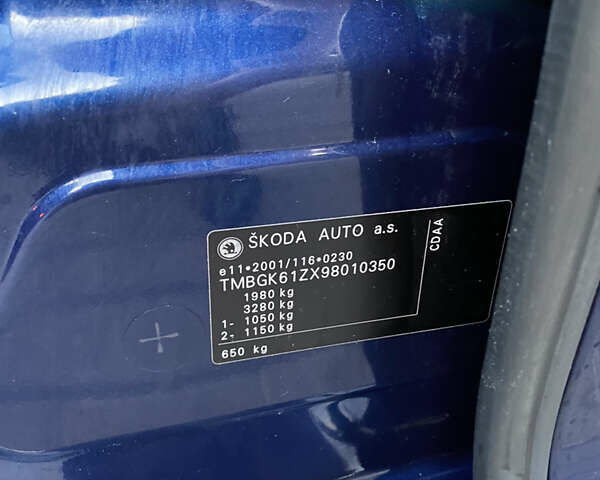 ŠKODA AUTO a.s.
e11*2001/116*0230
TMBGK61ZX98010350
1980 kg
3280 kg
1- 1050 kg
2- 1150 kg
650 kg
CDAA